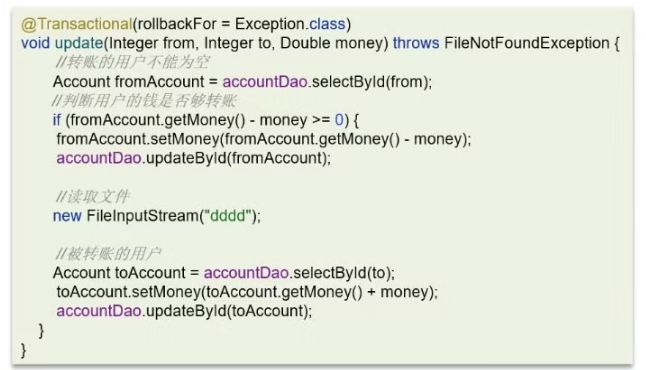 @Transactional(rollbackFor = Exception.class)
void update(Integer from, Integer to, Double money) throws FileNotFoundException {
//转账的用户不能为空
Account fromAccount = accountDao.selectById(from);
//判断用户的钱是否够转账
if (fromAccount.getMoney() - money >= 0) {
fromAccount.setMoney(fromAccount.getMoney() - money);
accountDao.updateById(fromAccount);
//读取文件
new FileInputStream("dddd");
//被转账的用户
Account toAccount = accountDao.selectById(to);
toAccount.setMoney(toAccount.getMoney() + money);
accountDao.updateById(toAccount);
}
}